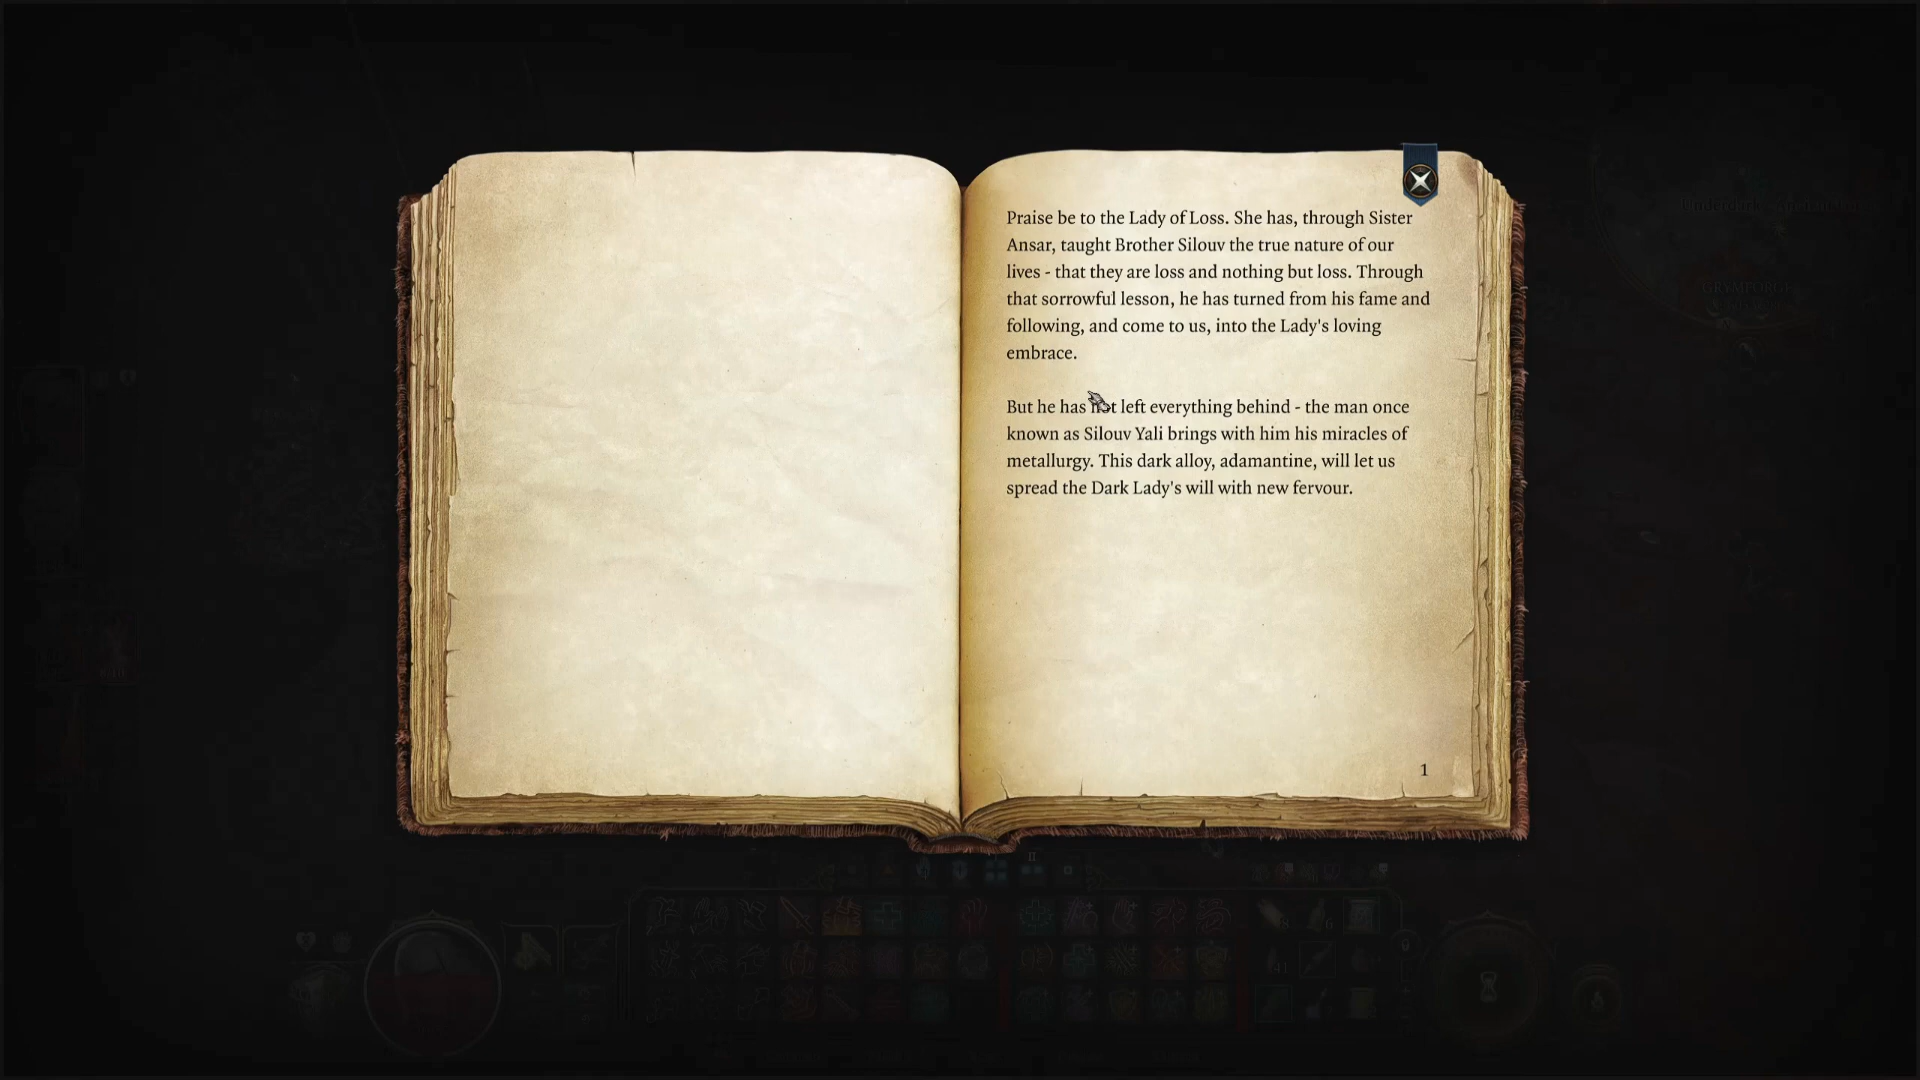 Praise be to the Lady of Loss. She has, through Sister
Ansar, taught Brother Silouv the true nature of our
lives - that they are loss and nothing but loss. Through
that sorrowful lesson, he has turned from his fame and
following, and come to us, into the Lady's loving
embrace.
But he has not left everything behind - the man once
known as Silouv Yali brings with him his miracles of
metallurgy. This dark alloy, adamantine, will let us
spread the Dark Lady's will with new fervour.
1
GRYMFORGE
II